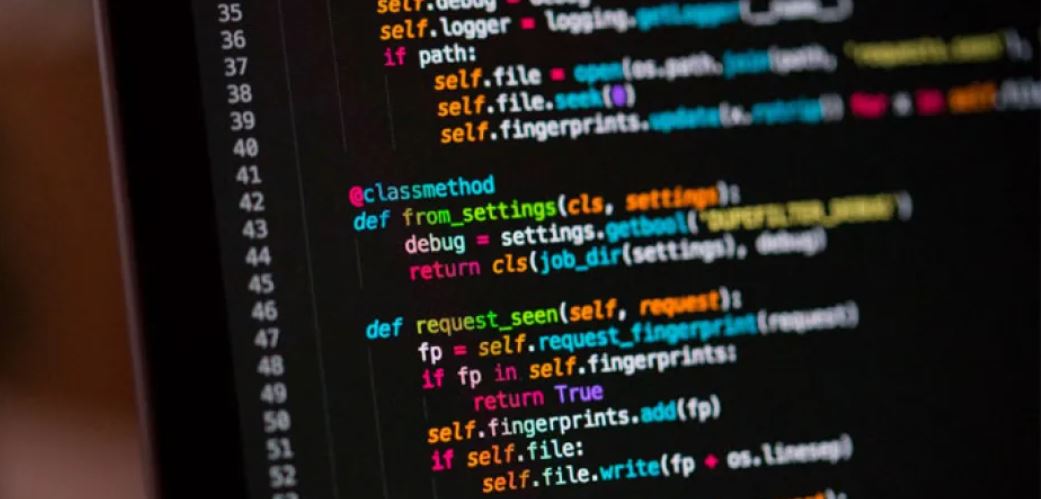 35 self.debug = debug
36 self.logger = logging.getLogger(__name__)
37 if path:
38 self.file = open(os.path.join(path, 'requests.seen'),
39 self.file.seek(0)
40 self.fingerprints.update(x.rstrip() for x in self.file
41
42 @classmethod
43 def from_settings(cls, settings):
44 debug = settings.getbool('DUPEFILTER_DEBUG')
45 return cls(job_dir(settings), debug)
46
47 def request_seen(self, request):
48 fp = self.request_fingerprint(request)
49 if fp in self.fingerprints:
50 return True
51 self.fingerprints.add(fp)
52 if self.file:
self.file.write(fp + os.linesep)